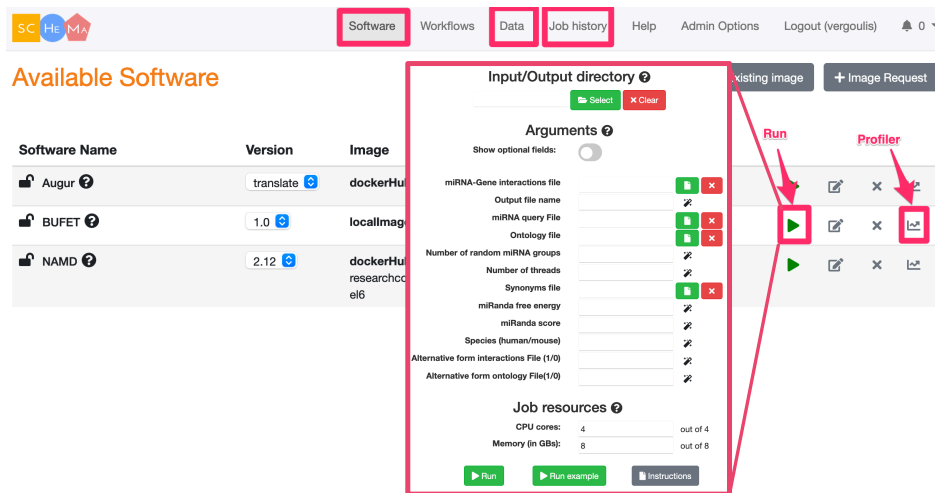 SC HE MA
Software Workflows Data Job history Help Admin Options Logout (vergoulis) 0
Available Software
xisting image
+ Image Request
Software Name Version Image
Augur translate dockerHu
BUFET 1.0 localImag
NAMD 2.12 dockerHu
researchco
el6
Run
Profiler
Input/Output directory
Select
Clear
Arguments
Show optional fields:
miRNA-Gene interactions file
Output file name
miRNA query File
Ontology file
Number of random miRNA groups
Number of threads
Synonyms file
miRanda free energy
miRanda score
Species (human/mouse)
Alternative form interactions File (1/0)
Alternative form ontology File(1/0)
Job resources
CPU cores: 4 out of 4
Memory (in GBs): 8 out of 8
Run
Run example
Instructions